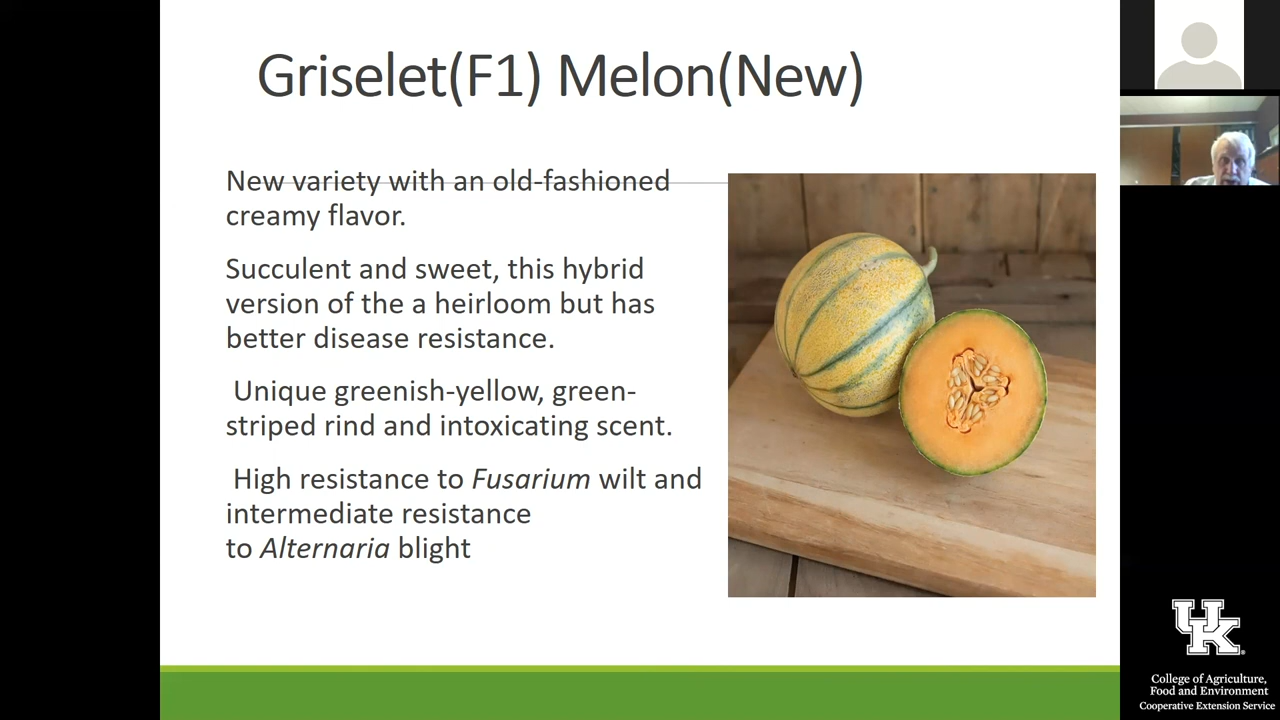 Griselet(F1) Melon(New)
New variety with an old-fashioned
creamy flavor.
Succulent and sweet, this hybrid
version of the a heirloom but has
better disease resistance.
Unique greenish-yellow, green-
striped rind and intoxicating scent.
High resistance to Fusarium wilt and
intermediate resistance
to Alternaria blight
UK
College of Agriculture,
Food and Environment
Cooperative Extension Service